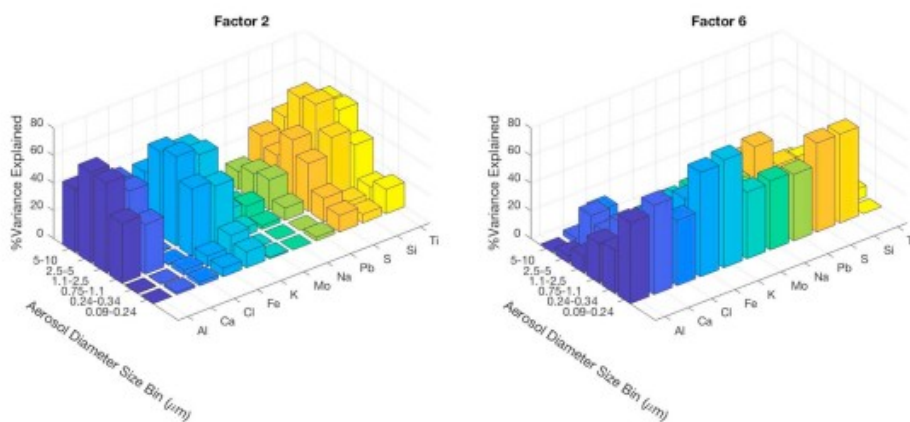 Factor 2
%Variance Explained
80
60
40
20
0
5-10
2.5-5
1.1-2.5
0.75-1.1
0.24-0.34
0.09-0.24
Aerosol Diameter Size Bin (μm)
Al
Ca
Cl
Fe
K
Mo
Na
Pb
S
Si
Ti
Factor 6
%Variance Explained
80
60
40
20
0
5-10
2.5-5
1.1-2.5
0.75-1.1
0.24-0.34
0.09-0.24
Aerosol Diameter Size Bin (μm)
Al
Ca
Cl
Fe
K
Mo
Na
Pb
S
Si